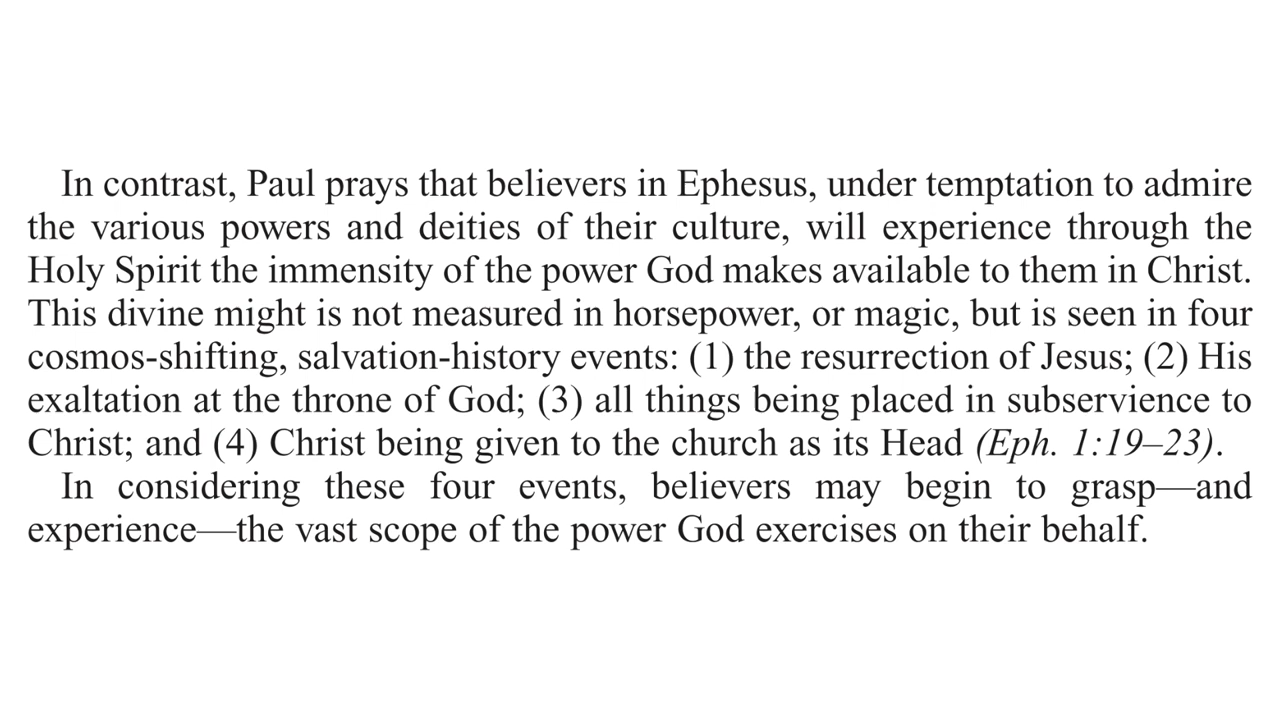 In contrast, Paul prays that believers in Ephesus, under temptation to admire
the various powers and deities of their culture, will experience through the
Holy Spirit the immensity of the power God makes available to them in Christ.
This divine might is not measured in horsepower, or magic, but is seen in four
cosmos-shifting, salvation-history events: (1) the resurrection of Jesus; (2) His
exaltation at the throne of God; (3) all things being placed in subservience to
Christ; and (4) Christ being given to the church as its Head (Eph. 1:19–23).
In considering these four events, believers may begin to grasp—and
experience—the vast scope of the power God exercises on their behalf.